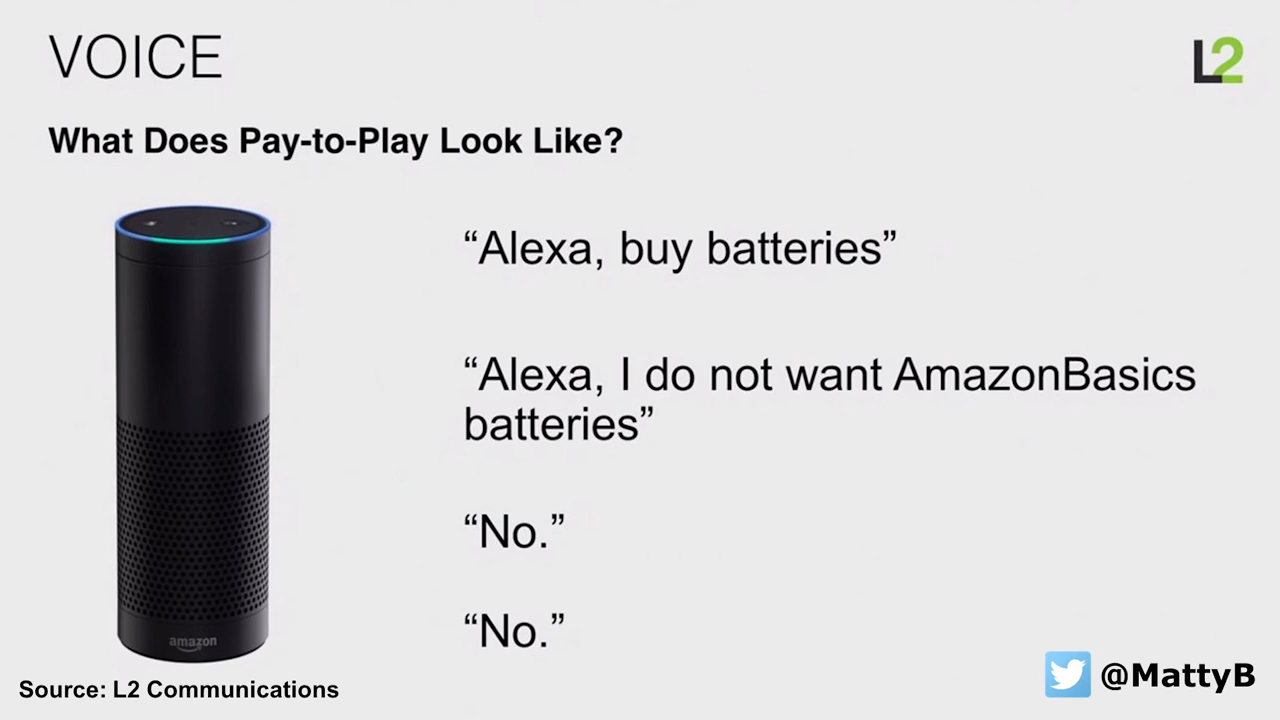 VOICE
L2
What Does Pay-to-Play Look Like?
“Alexa, buy batteries”
“Alexa, I do not want AmazonBasics
batteries”
“No.”
“No.”
amazon
Source: L2 Communications
@MattyB